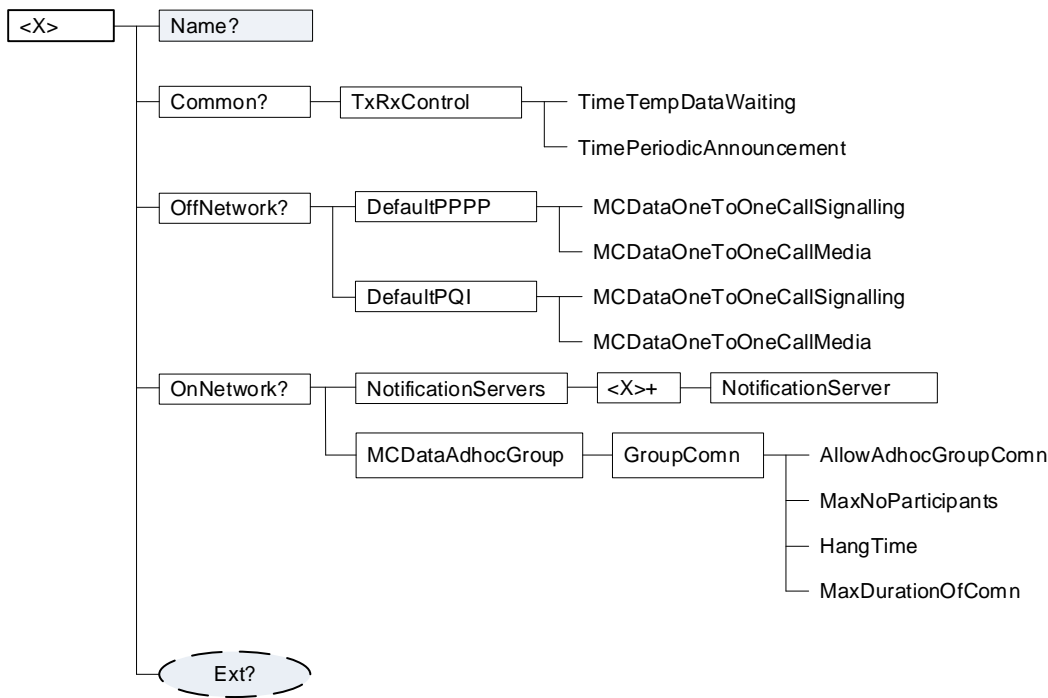 <X>
Name?
Common?
TxRxControl
TimeTempDataWaiting
TimePeriodicAnnouncement
OffNetwork?
DefaultPPPP
MCDataOneToOneCallSignalling
MCDataOneToOneCallMedia
DefaultPQI
MCDataOneToOneCallSignalling
MCDataOneToOneCallMedia
OnNetwork?
NotificationServers
<X>+
NotificationServer
MCDataAdhocGroup
GroupComn
AllowAdhocGroupComn
MaxNoParticipants
HangTime
MaxDurationOfComn
Ext?